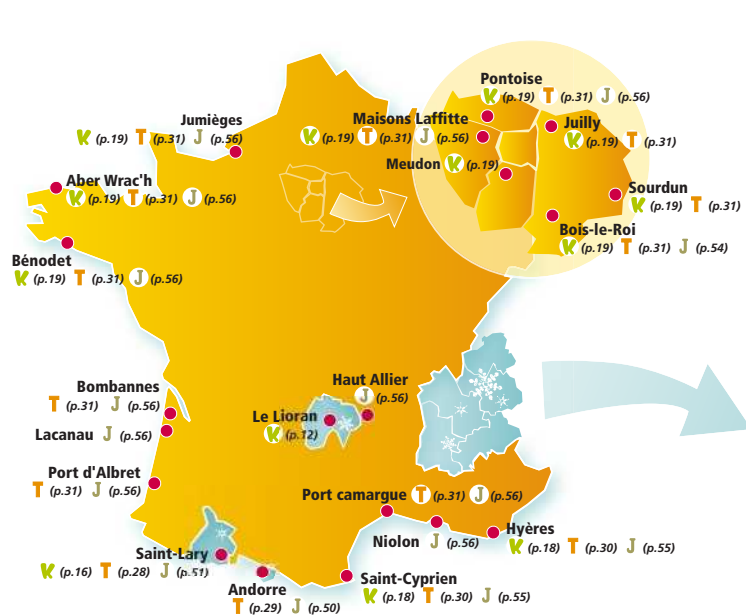 Pontoise
K (p.19) T (p.31) J (p.56)
Jumièges
K (p.19) T (p.31) J (p.56)
Maisons Laffitte
K (p.19) T (p.31) J (p.56)
Juilly
K (p.19) T (p.31)
Meudon K (p.19)
Aber Wrac'h
K (p.19) T (p.31) J (p.56)
Sourdun
K (p.19) T (p.31)
Bois-le-Roi
K (p.19) T (p.31) J (p.54)
Bénodet
K (p.19) T (p.31) J (p.56)
Bombannes
T (p.31) J (p.56)
Lacanau J (p.56)
Haut Allier
J (p.56)
Le Lioran
K (p.12)
Port d'Albret
T (p.31) J (p.56)
Port camargue T (p.31) J (p.56)
Niolon J (p.56)
Hyères
K (p.18) T (p.30) J (p.55)
Saint-Lary
K (p.16) T (p.28) J (p.51)
Andorre
T (p.29) J (p.50)
Saint-Cyprien
K (p.18) T (p.30) J (p.55)